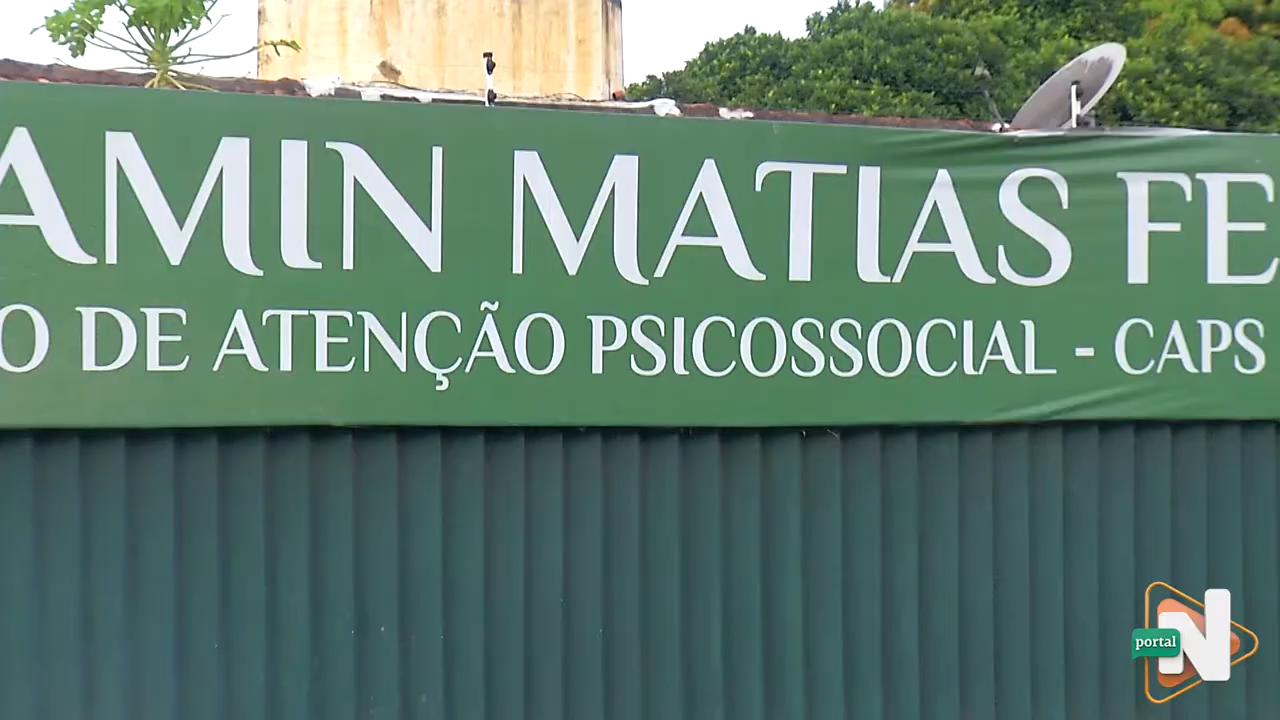 AMIN MATIAS FE
O DE ATENÇÃO PSICOSSOCIAL - CAPS
portal
N